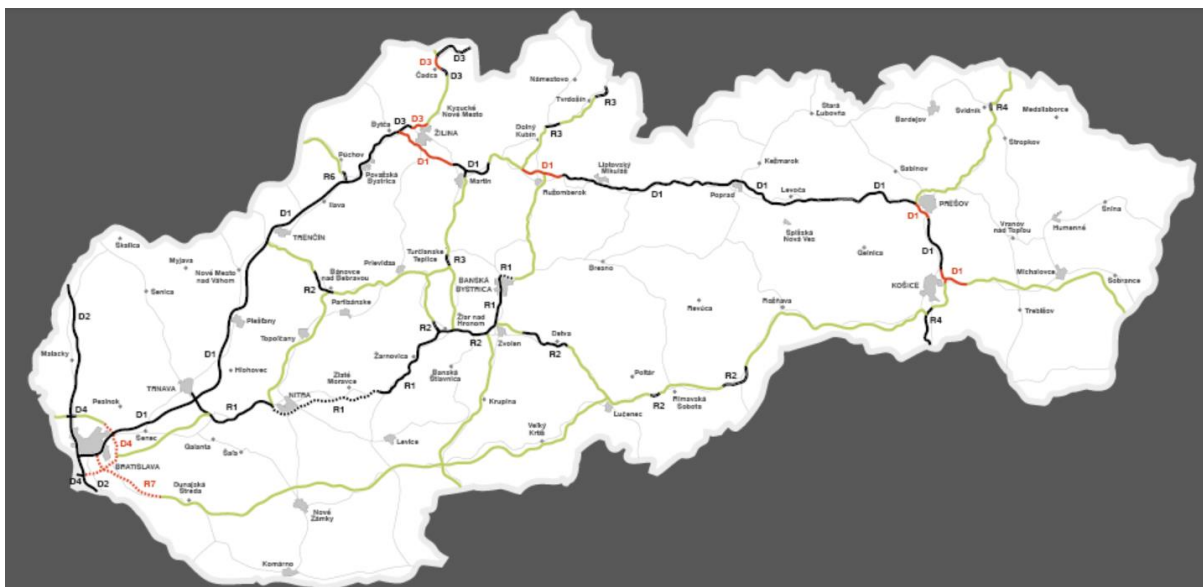 D3
D3
D3
Čadca
Námestovo
Tvrdošín
R3
Kysucké
Nové Mesto
D3
D3
Bytča
ŽILINA
Dolný
Kubín
R3
Stará
Ľubovňa
Bardejov
Svidník
R4
Medzilaborce
Stropkov
Púchov
R6
Považská
Bystrica
D1
D1
Martin
D1
Ružomberok
Liptovský
Mikuláš
D1
Kežmarok
Poprad
D1
Levoča
D1
Sabinov
PREŠOV
D1
Vranov
nad Topľou
Humenné
Snina
Ilava
D1
TRENČÍN
Skalica
Myjava
Nové Mesto
nad Váhom
Senica
Bánovce
nad Bebravou
R2
Partizánske
Prievidza
Turčianske
Teplice
R3
BANSKÁ
BYSTRICA
R1
R1
Brezno
Spišská
Nová Ves
Gelnica
D1
D1
KOŠICE
Michalovce
Sobrance
Trebišov
R4
D2
Malacky
Piešťany
Topoľčany
D1
Hlohovec
Žiar nad
Hronom
R2
R2
Zvolen
Detva
R2
Revúca
Rožňava
TRNAVA
Žarnovica
Zlaté
Moravce
R1
Banská
Štiavnica
Krupina
Poltár
R2
Rimavská
Sobota
R2
Lučenec
Veľký
Krtíš
Pezinok
D4
D1
R1
NITRA
R1
Senec
D4
Galanta
Šaľa
Levice
BRATISLAVA
D4
D2
R7
Dunajská
Streda
Nové
Zámky
Komárno